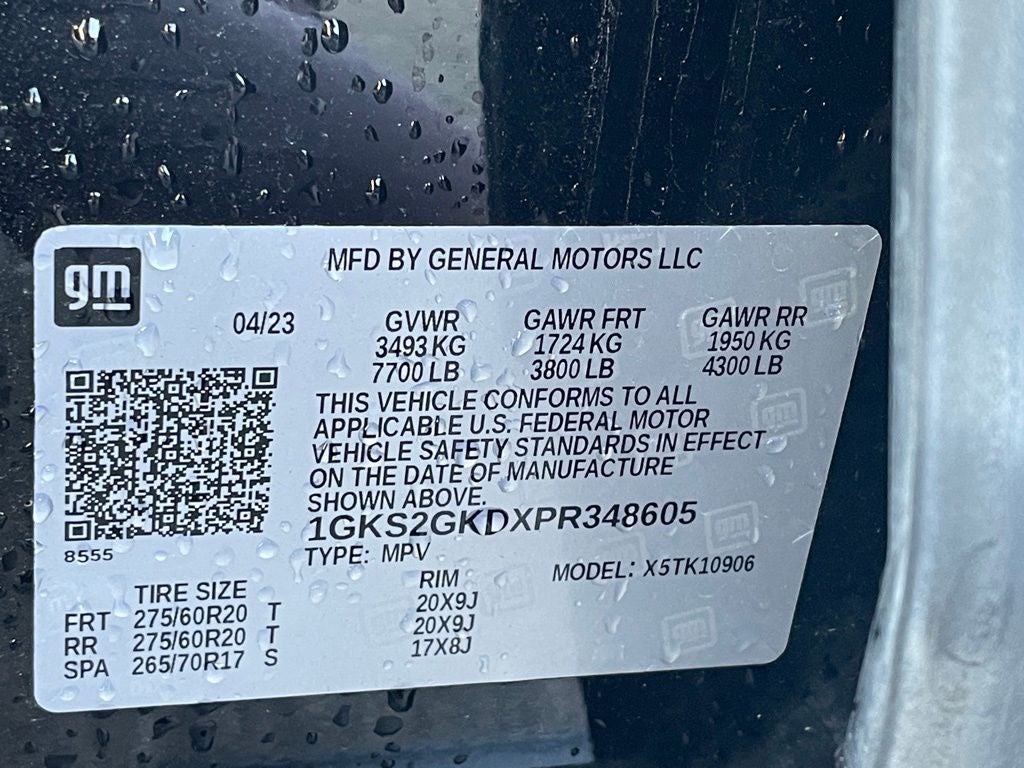 gm
MFD BY GENERAL MOTORS LLC
04/23 GVWR GAWR FRT GAWR RR
3493 KG 1724 KG 1950 KG
7700 LB 3800 LB 4300 LB
THIS VEHICLE CONFORMS TO ALL
APPLICABLE U.S. FEDERAL MOTOR
VEHICLE SAFETY STANDARDS IN EFFECT
ON THE DATE OF MANUFACTURE
SHOWN ABOVE.
1GKS2GKDXPR348605
8555
TYPE: MPV MODEL: X5TK10906
TIRE SIZE RIM
FRT 275/60R20 T 20X9J
RR 275/60R20 T 20X9J
SPA 265/70R17 S 17X8J